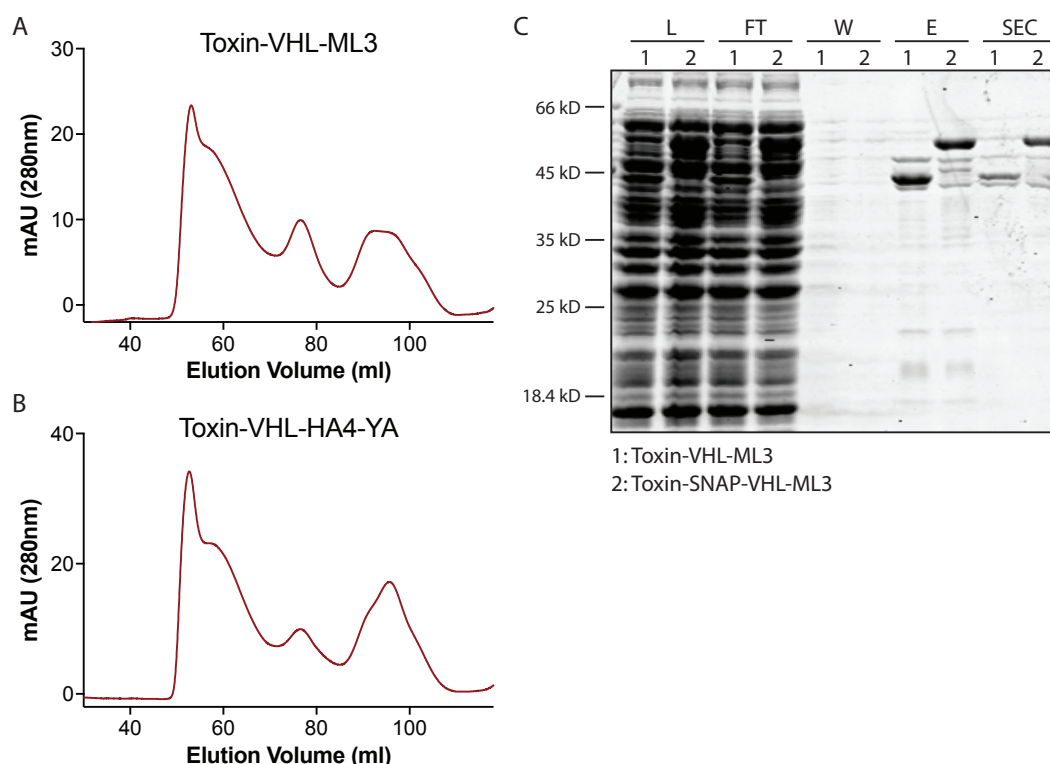 A
Toxin-VHL-ML3
30
20
10
0
mAU (280nm)
40 60 80 100
Elution Volume (ml)
B
Toxin-VHL-HA4-YA
40
20
0
mAU (280nm)
40 60 80 100
Elution Volume (ml)
C
L FT W E SEC
1 2 1 2 1 2 1 2 1 2
66 kD
45 kD
35 kD
25 kD
18.4 kD
1: Toxin-VHL-ML3
2: Toxin-SNAP-VHL-ML3